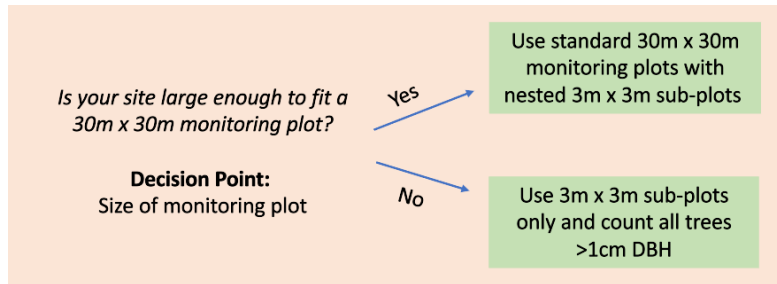 Is your site large enough to fit a
30m x 30m monitoring plot?
Decision Point:
Size of monitoring plot
Yes
Use standard 30m x 30m
monitoring plots with
nested 3m x 3m sub-plots
No
Use 3m x 3m sub-plots
only and count all trees
>1cm DBH